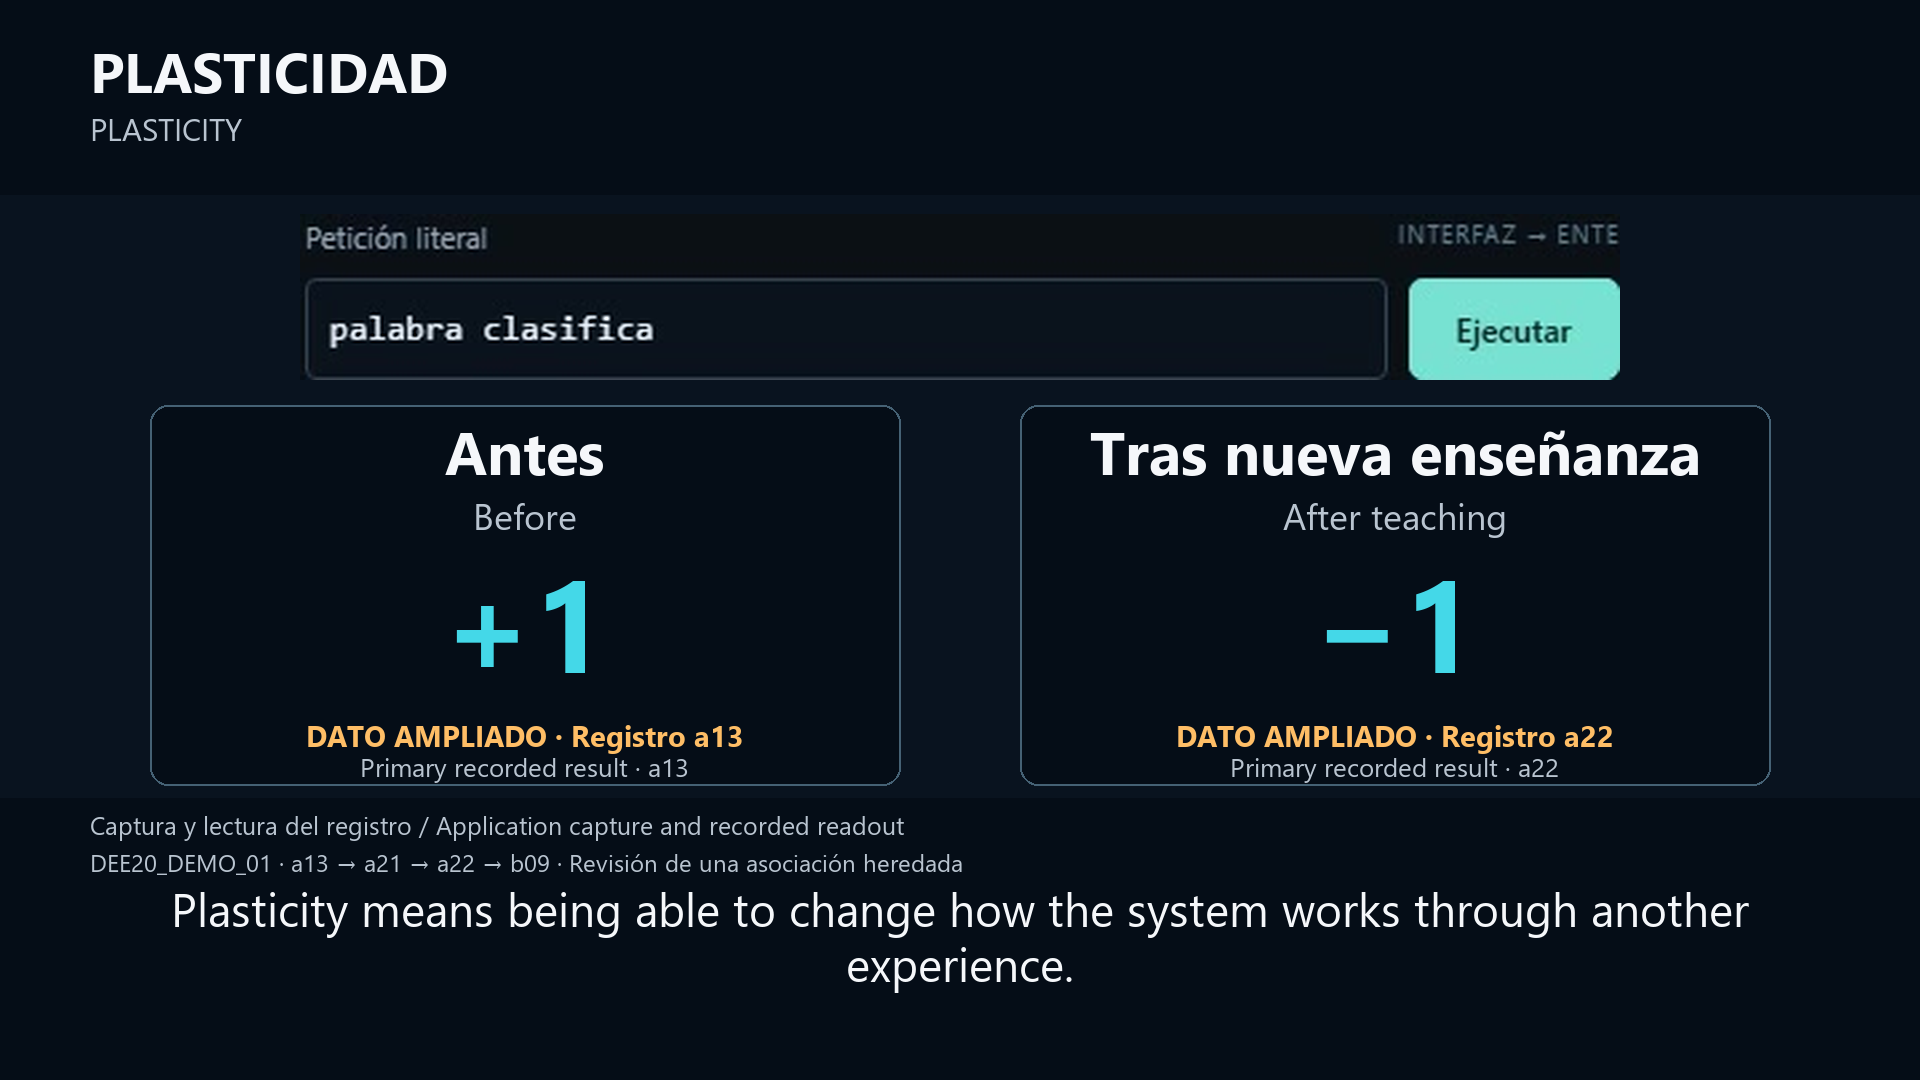 PLASTICIDAD
PLASTICITY
Petición literal
INTERFAZ → ENTE
palabra clasifica
Ejecutar
Antes
Before
+1
DATO AMPLIADO · Registro a13
Primary recorded result · a13
Tras nueva enseñanza
After teaching
−1
DATO AMPLIADO · Registro a22
Primary recorded result · a22
Captura y lectura del registro / Application capture and recorded readout
DEE20_DEMO_01 · a13 → a21 → a22 → b09 · Revisión de una asociación heredada
Plasticity means being able to change how the system works through another
experience.